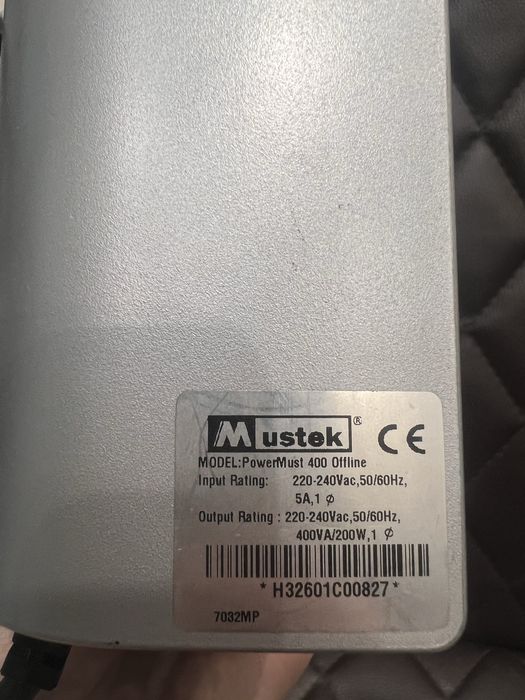 Mustek ®
CE
MODEL:PowerMust 400 Offline
Input Rating: 220-240Vac,50/60Hz,
5A,1 ϕ
Output Rating : 220-240Vac,50/60Hz,
400VA/200W,1 ϕ
*H32601C00827*
7032MP